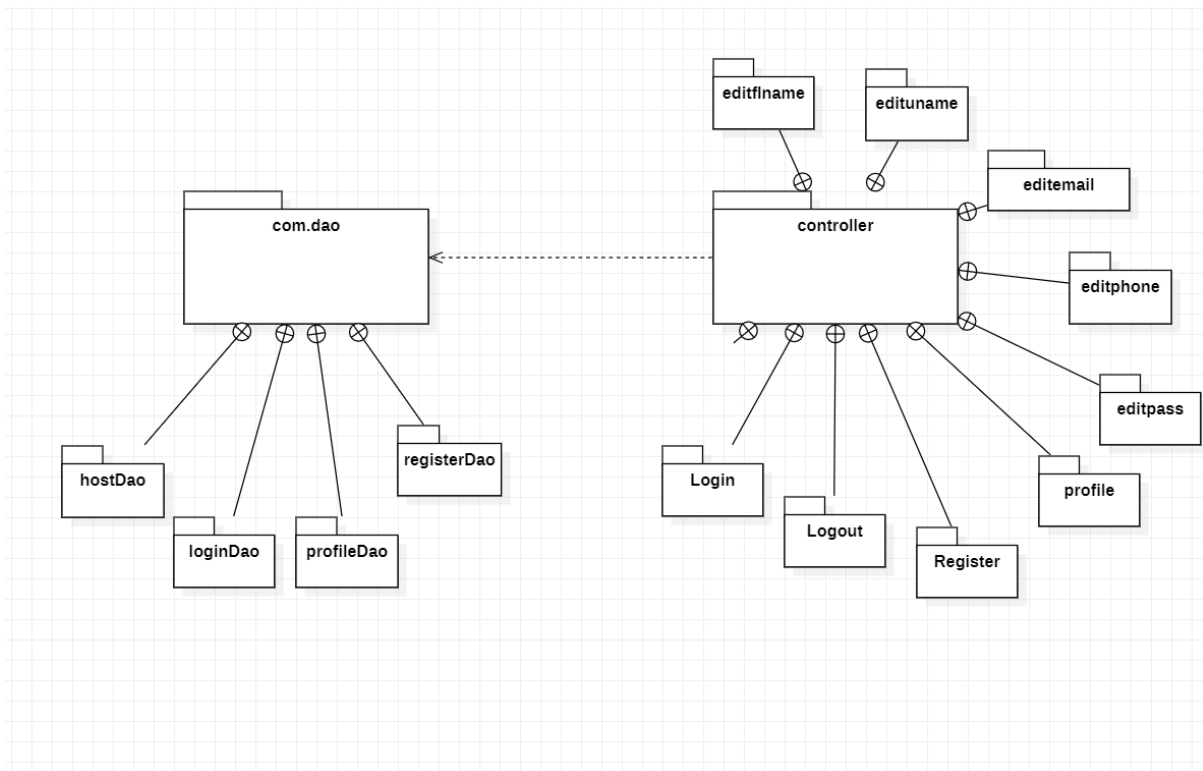 editflname
edituname
editemail
com.dao
controller
editphone
editpass
registerDao
hostDao
Login
profile
loginDao
profileDao
Logout
Register